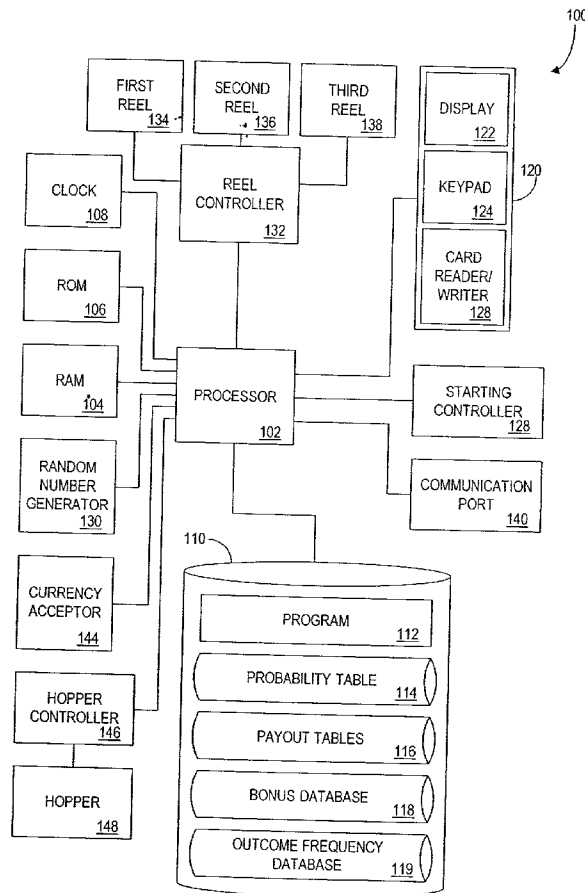 100
FIRST
REEL
134
SECOND
REEL
136
THIRD
REEL
138
DISPLAY
122
KEYPAD
124
CARD
READER/
WRITER
128
120
CLOCK
108
REEL
CONTROLLER
132
ROM
106
RAM
104
PROCESSOR
102
STARTING
CONTROLLER
128
RANDOM
NUMBER
GENERATOR
130
COMMUNICATION
PORT
140
CURRENCY
ACCEPTOR
144
HOPPER
CONTROLLER
146
HOPPER
148
110
PROGRAM
112
PROBABILITY TABLE
114
PAYOUT TABLES
116
BONUS DATABASE
118
OUTCOME FREQUENCY
DATABASE
119